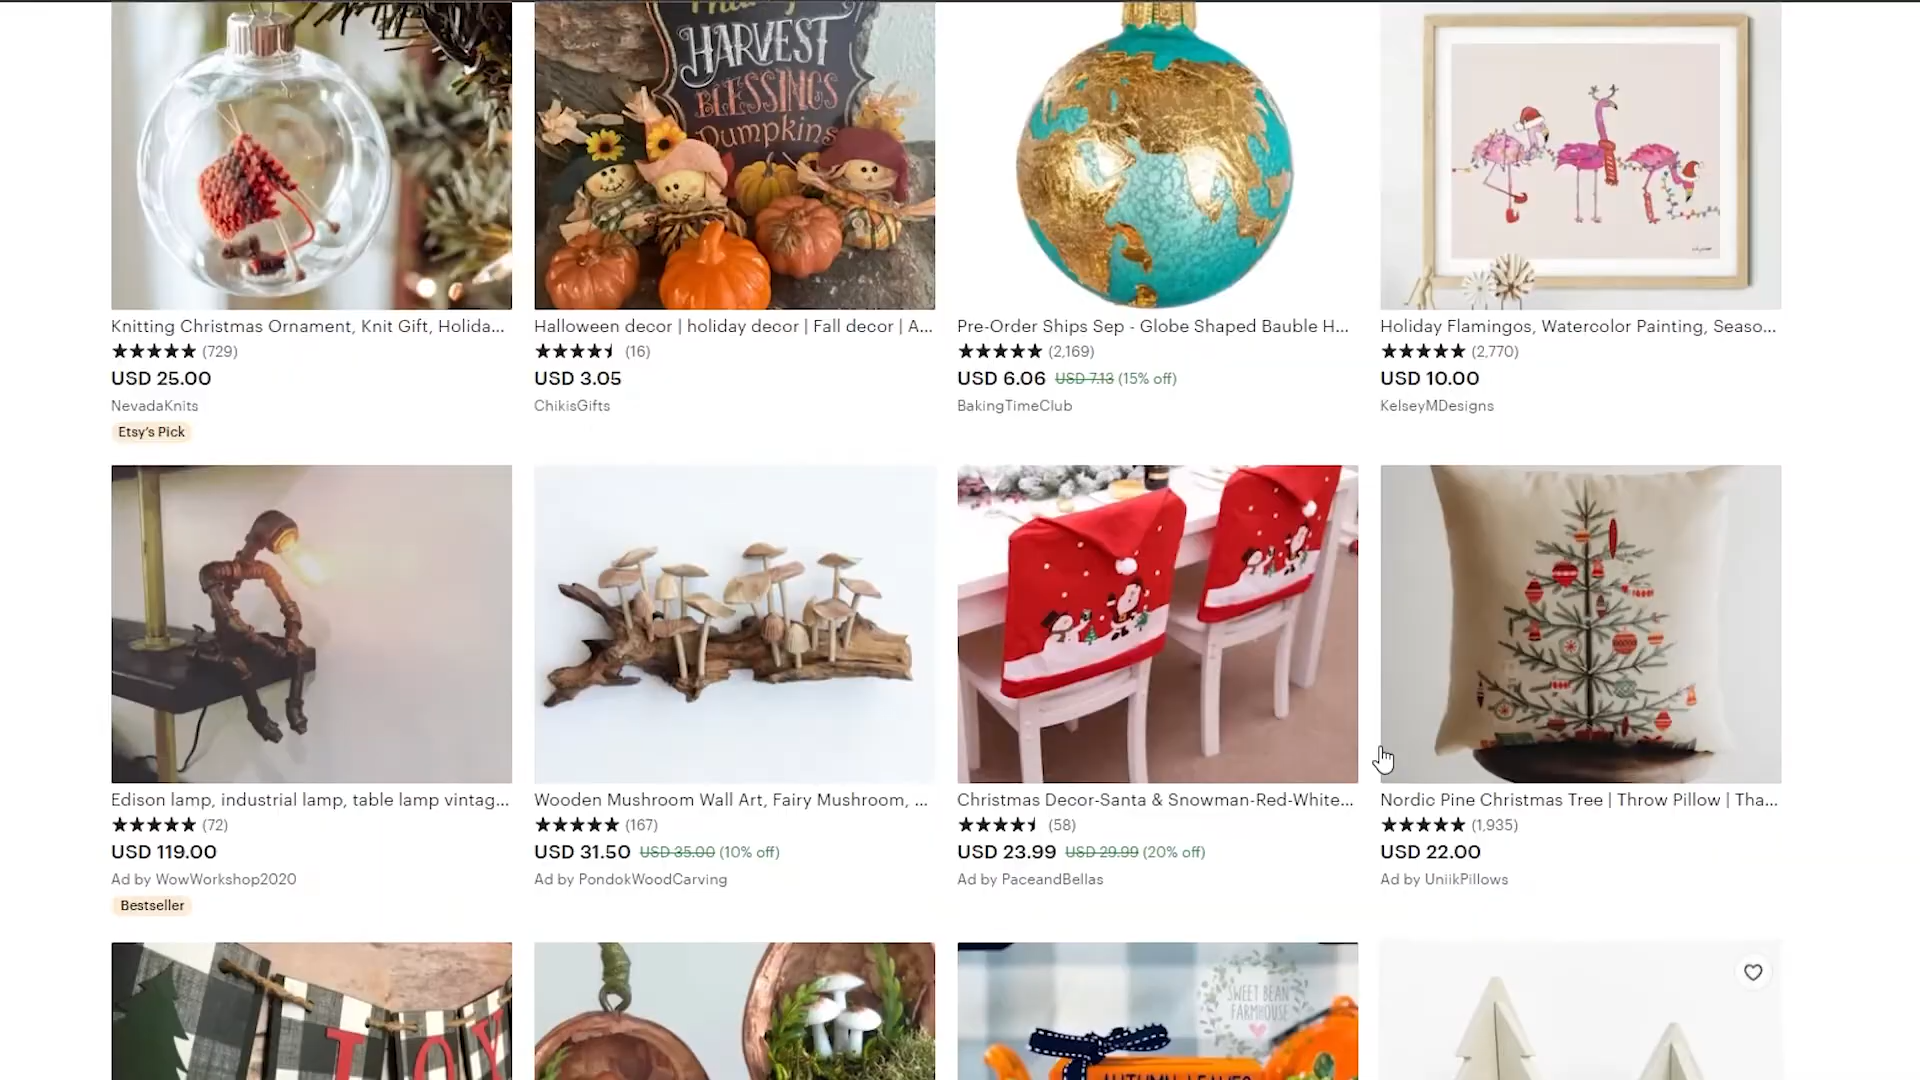 HARVEST
BLESSINGS
Pumpkins
Knitting Christmas Ornament, Knit Gift, Holida...
(729)
USD 25.00
NevadaKnits
Etsy's Pick
Halloween decor | holiday decor | Fall decor | A...
(16)
USD 3.05
ChikisGifts
Pre-Order Ships Sep - Globe Shaped Bauble H...
(2,169)
USD 6.06 USD 7.13 (15% off)
BakingTimeClub
Holiday Flamingos, Watercolor Painting, Seaso...
(2,770)
USD 10.00
KelseyMDesigns
Edison lamp, industrial lamp, table lamp vintag...
(72)
USD 119.00
Ad by WowWorkshop2020
Bestseller
Wooden Mushroom Wall Art, Fairy Mushroom, ...
(167)
USD 31.50 USD 35.00 (10% off)
Ad by PondokWoodCarving
Christmas Decor-Santa & Snowman-Red-White...
(58)
USD 23.99 USD 29.99 (20% off)
Ad by PaceandBellas
Nordic Pine Christmas Tree | Throw Pillow | Tha...
(1,935)
USD 22.00
Ad by UniikPillows
JOY
SWEET BEAN
FARMHOUSE
AUTUMN LEAVES